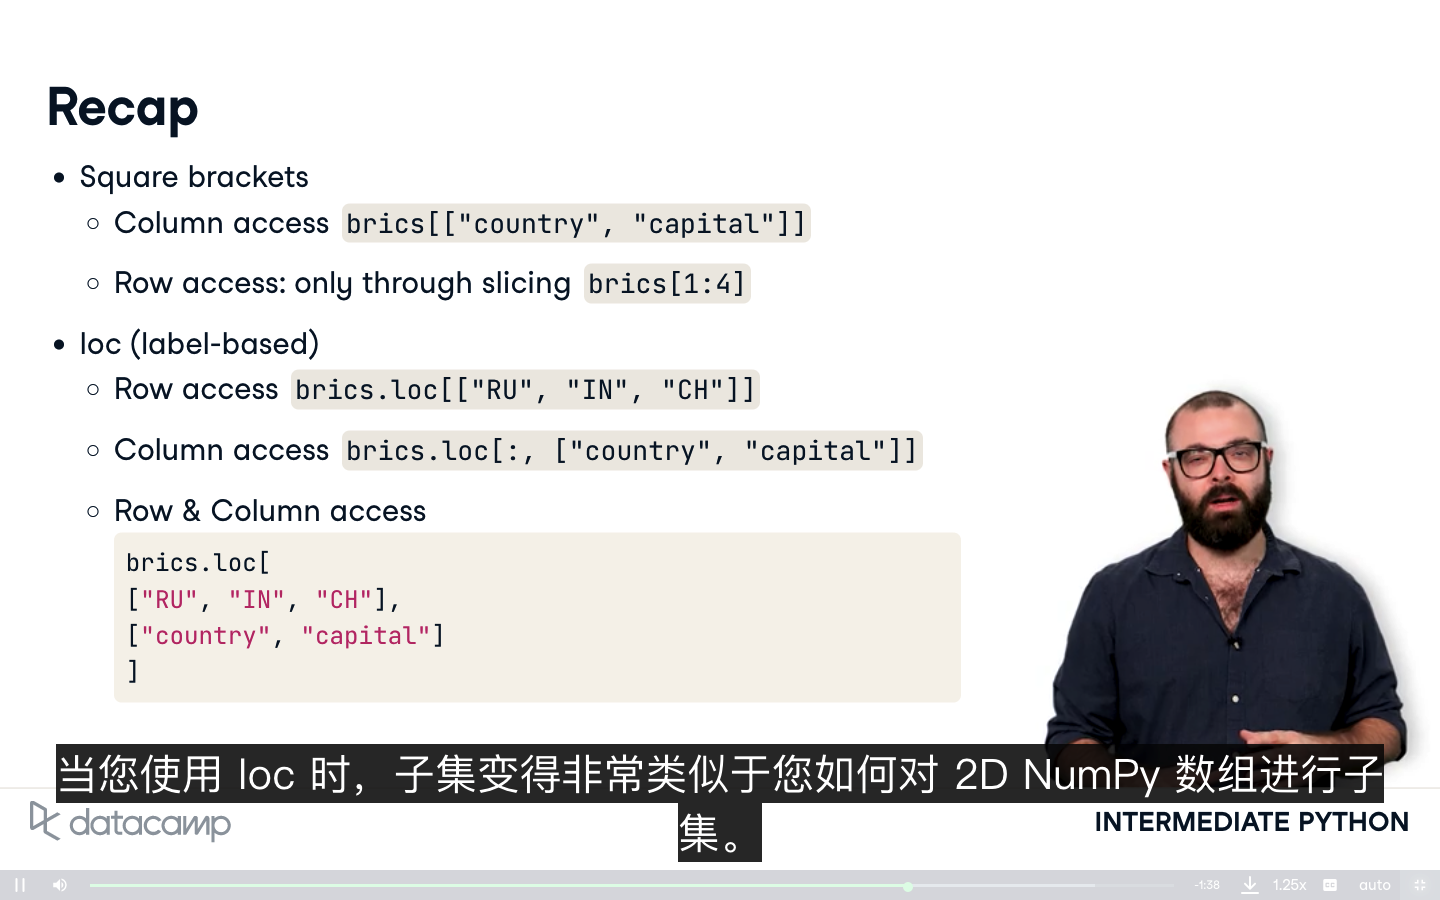 Recap
Square brackets
Column access brics[["country", "capital"]]
Row access: only through slicing brics[1:4]
loc (label-based)
Row access brics.loc[["RU", "IN", "CH"]]
Column access brics.loc[:, ["country", "capital"]]
Row & Column access
brics.loc[
["RU", "IN", "CH"],
["country", "capital"]
]
当您使用 loc 时，子集变得非常类似于您如何对 2D NumPy 数组进行子
集。
datacamp
INTERMEDIATE PYTHON
-1:38 1.25x CC auto